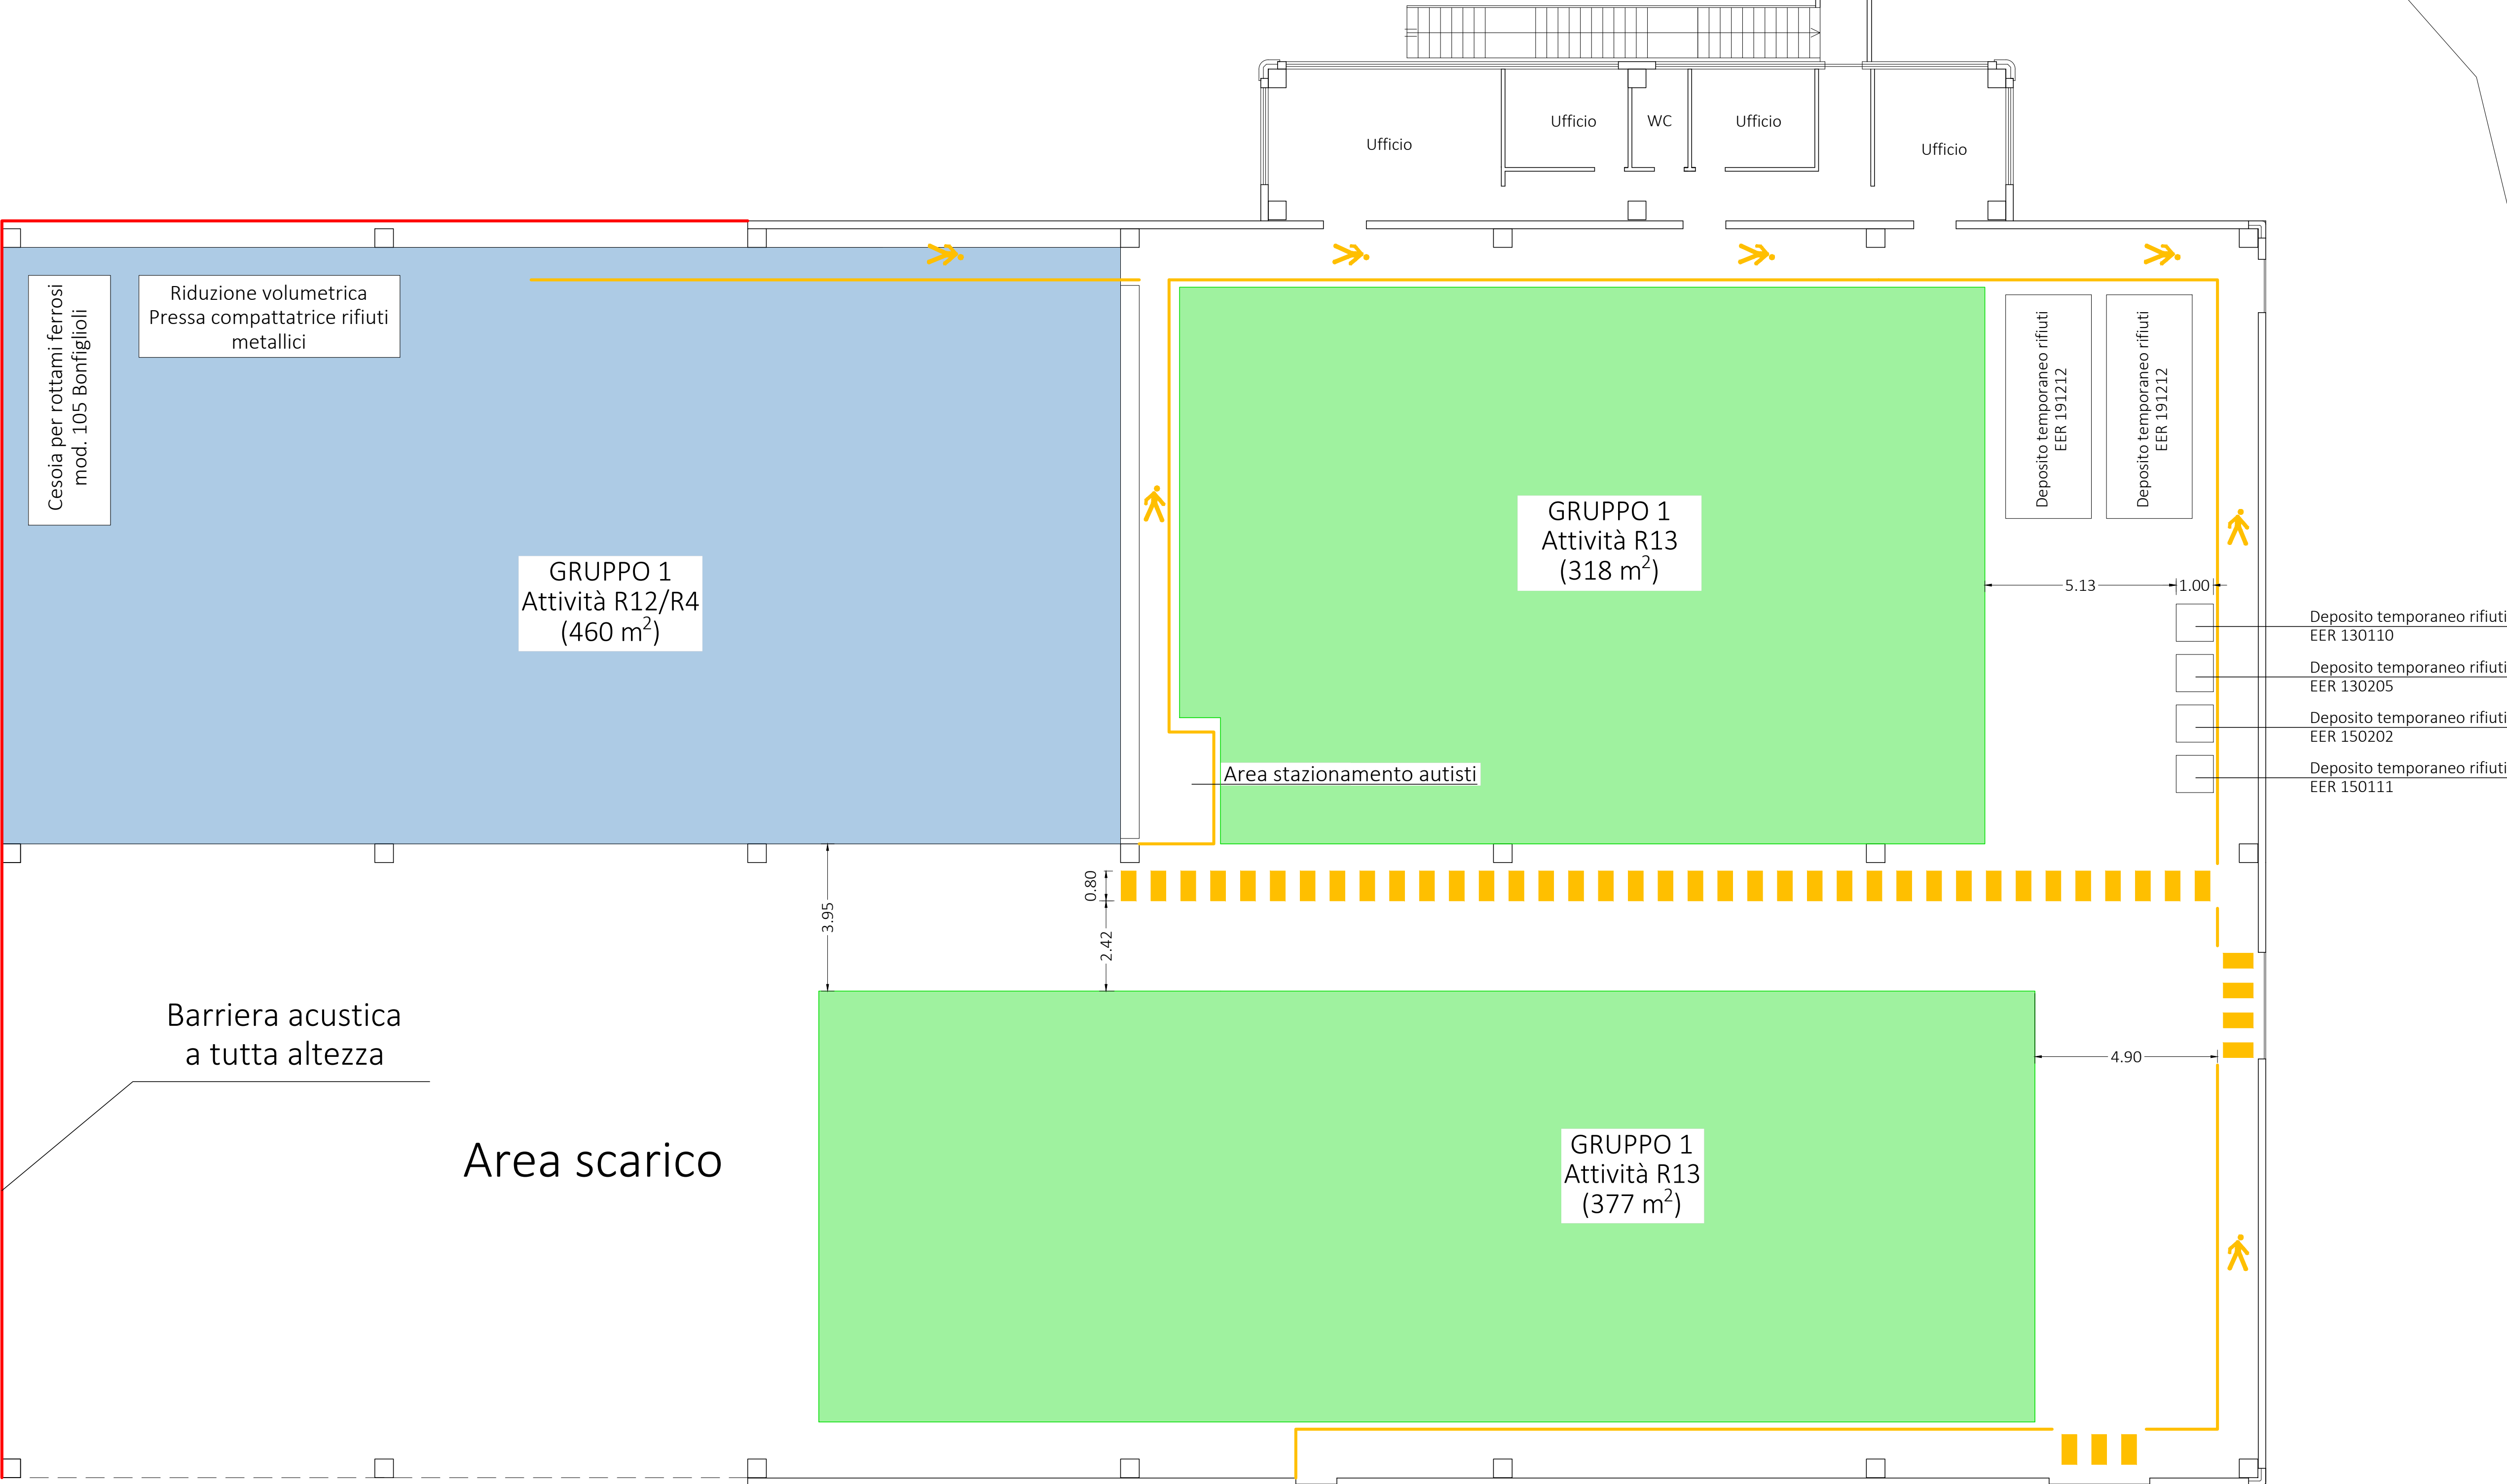 Ufficio
Ufficio
WC
Ufficio
Ufficio
Cesoia per rottami ferrosi
mod. 105 Bonfiglioli
Riduzione volumetrica
Pressa compattatrice rifiuti
metallici
Deposito temporaneo rifiuti
EER 191212
Deposito temporaneo rifiuti
EER 191212
GRUPPO 1
Attività R12/R4
(460 m²)
GRUPPO 1
Attività R13
(318 m²)
5.13
1.00
Deposito temporaneo rifiuti
EER 130110
Deposito temporaneo rifiuti
EER 130205
Deposito temporaneo rifiuti
EER 150202
Deposito temporaneo rifiuti
EER 150111
Area stazionamento autisti
3.95
0.80
2.42
Barriera acustica
a tutta altezza
4.90
Area scarico
GRUPPO 1
Attività R13
(377 m²)